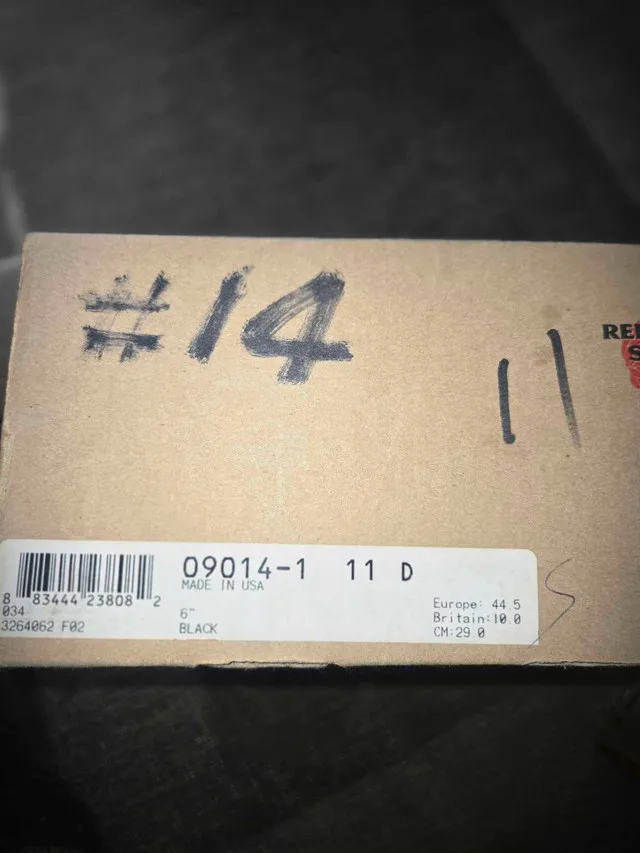 #14
11
RE
S
09014-1 11 D
MADE IN USA
8 83444 23808 2
034
3264062 F02
6"
BLACK
Europe: 44.5
Britain:10.0
CM:29.0
S